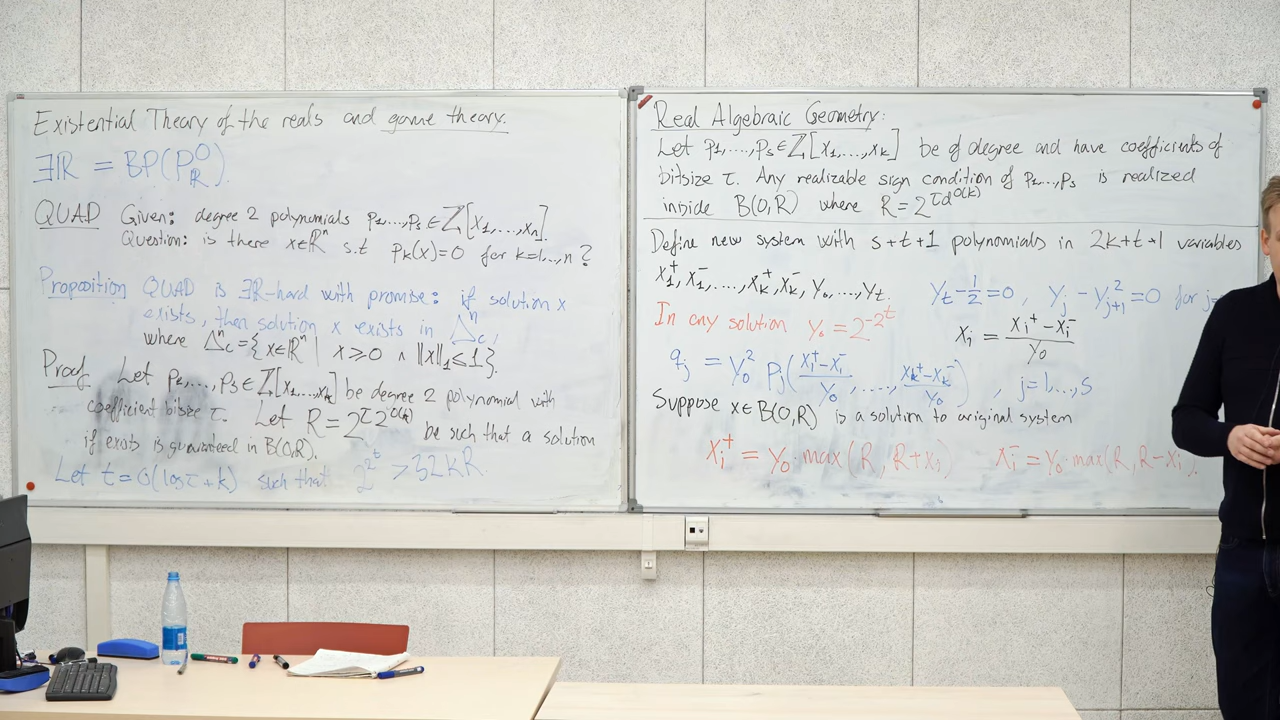 Existential Theory of the reals and game theory.
∃ℝ = BP(P⁰_ℝ).
QUAD Given: degree 2 polynomials p₁,...,pₛ ∈ ℤ[x₁,...,xₙ].
Question: is there x∈ℝⁿ s.t pₖ(x)=0 for k=1..,n?
Proposition QUAD is ∃ℝ-hard with promise: if solution x
exists, then solution x exists in Δⁿ_c,
where Δⁿ_c = { x∈ℝⁿ | x⩾0 ∧ ‖x‖₁ ≤ 1 }.
Proof Let p₁,...,pₛ ∈ ℤ[x₁...,xₖ] be degree 2 polynomial with
coefficient bitsize τ. Let R = 2^{τ2^{O(k)}} be such that a solution
if exists is guaranteed in B(0,R).
Let t = O(log τ + k) such that 2^{2^t} > 32kR.
Real Algebraic Geometry:
Let p₁,...,pₛ ∈ ℤ[x₁,...,xₖ] be of degree and have coefficients of
bitsize τ. Any realizable sign condition of p₁...,pₛ is realized
inside B(0,R) where R = 2^{τd^{O(k)}}
Define new system with s+t+1 polynomials in 2k+t+1 variables
x₁⁺, x₁⁻,...,xₖ⁺, xₖ⁻, y₀,...,yₜ. yₜ - 1/2 = 0, yⱼ - y²ⱼ₊₁ = 0 for j=
In any solution y₀ = 2^{-2^t} xᵢ = (xᵢ⁺ - xᵢ⁻)/y₀
qⱼ = y₀² pⱼ((x₁⁺-x₁⁻)/y₀,....,(xₖ⁺-xₖ⁻)/y₀), j=1,...,s
Suppose x∈B(0,R) is a solution to original system
xᵢ⁺ = y₀·max(R, R+xᵢ) xᵢ⁻ = y₀·max(R, R-xᵢ).